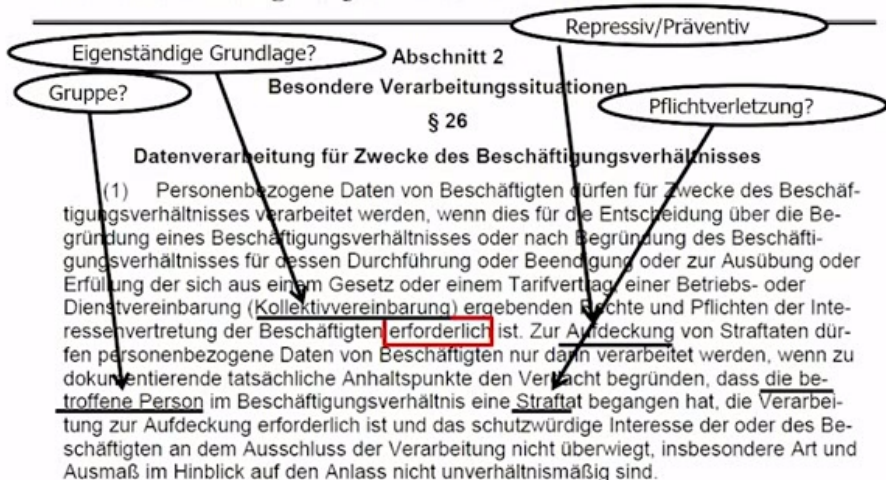 Repressiv/Präventiv
Eigenständige Grundlage?
Abschnitt 2
Gruppe?
Besondere Verarbeitungssituationen
Pflichtverletzung?
§ 26
Datenverarbeitung für Zwecke des Beschäftigungsverhältnisses
(1) Personenbezogene Daten von Beschäftigten dürfen für Zwecke des Beschäf-
tigungsverhältnisses verarbeitet werden, wenn dies für die Entscheidung über die Be-
gründung eines Beschäftigungsverhältnisses oder nach Begründung des Beschäfti-
gungsverhältnisses für dessen Durchführung oder Beendigung oder zur Ausübung oder
Erfüllung der sich aus einem Gesetz oder einem Tarifvertrag, einer Betriebs- oder
Dienstvereinbarung (Kollektivvereinbarung) ergebenden Rechte und Pflichten der Inte-
ressenvertretung der Beschäftigten erforderlich ist. Zur Aufdeckung von Straftaten dür-
fen personenbezogene Daten von Beschäftigten nur dann verarbeitet werden, wenn zu
dokumentierende tatsächliche Anhaltspunkte den Verdacht begründen, dass die be-
troffene Person im Beschäftigungsverhältnis eine Straftat begangen hat, die Verarbei-
tung zur Aufdeckung erforderlich ist und das schutzwürdige Interesse der oder des Be-
schäftigten an dem Ausschluss der Verarbeitung nicht überwiegt, insbesondere Art und
Ausmaß im Hinblick auf den Anlass nicht unverhältnismäßig sind.